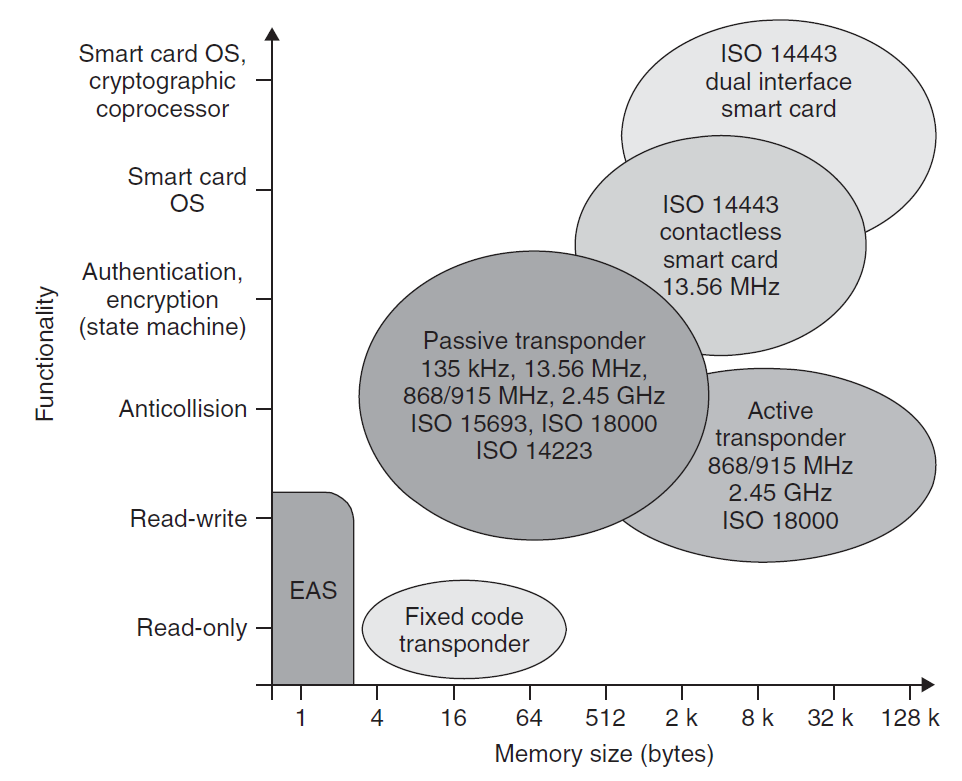 Smart card OS,
cryptographic
coprocessor
Smart card
OS
Authentication,
encryption
(state machine)
Anticollision
Read-write
Read-only
Functionality
ISO 14443
dual interface
smart card
ISO 14443
contactless
smart card
13.56 MHz
Passive transponder
135 kHz, 13.56 MHz,
868/915 MHz, 2.45 GHz
ISO 15693, ISO 18000
ISO 14223
Active
transponder
868/915 MHz
2.45 GHz
ISO 18000
EAS
Fixed code
transponder
1 4 16 64 512 2 k 8 k 32 k 128 k
Memory size (bytes)